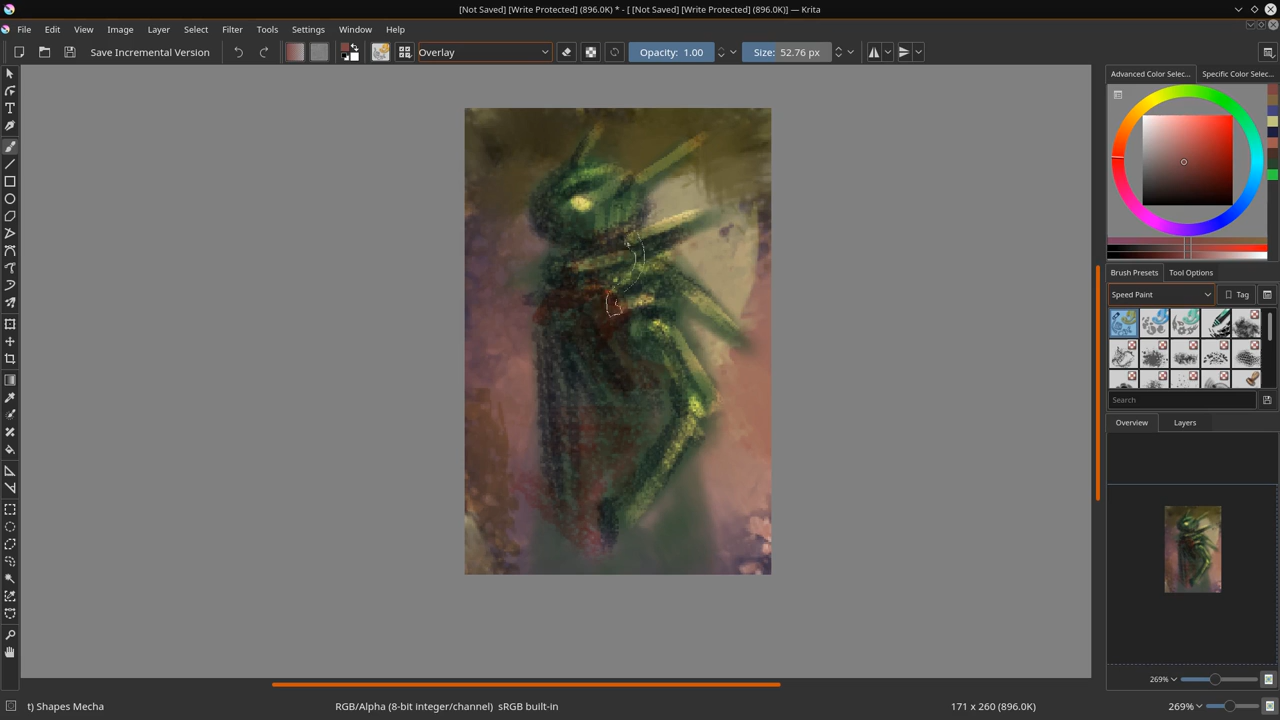 [Not Saved] [Write Protected] (896.0K) * - [ [Not Saved] [Write Protected] (896.0K)] — Krita
File Edit View Image Layer Select Filter Tools Settings Window Help
Save Incremental Version Overlay Opacity: 1.00 Size: 52.76 px
Advanced Color Selec... Specific Color Selec...
Brush Presets Tool Options
Speed Paint Tag
Search
Overview Layers
269%
t) Shapes Mecha RGB/Alpha (8-bit integer/channel) sRGB built-in 171 x 260 (896.0K) 269%